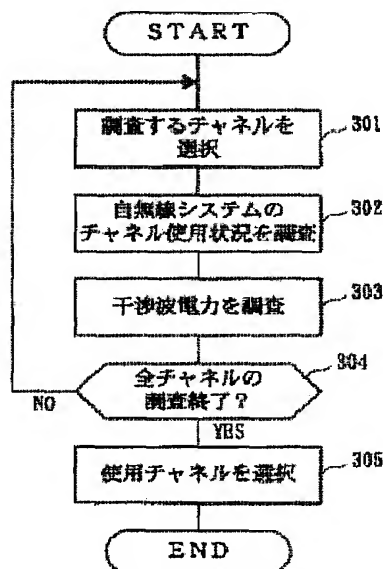 START
調査するチャネルを
選択
301
自無線システムの
チャネル使用状況を調査
302
干渉波電力を調査
303
全チャネルの
調査終了?
304
NO
YES
使用チャネルを選択
305
END